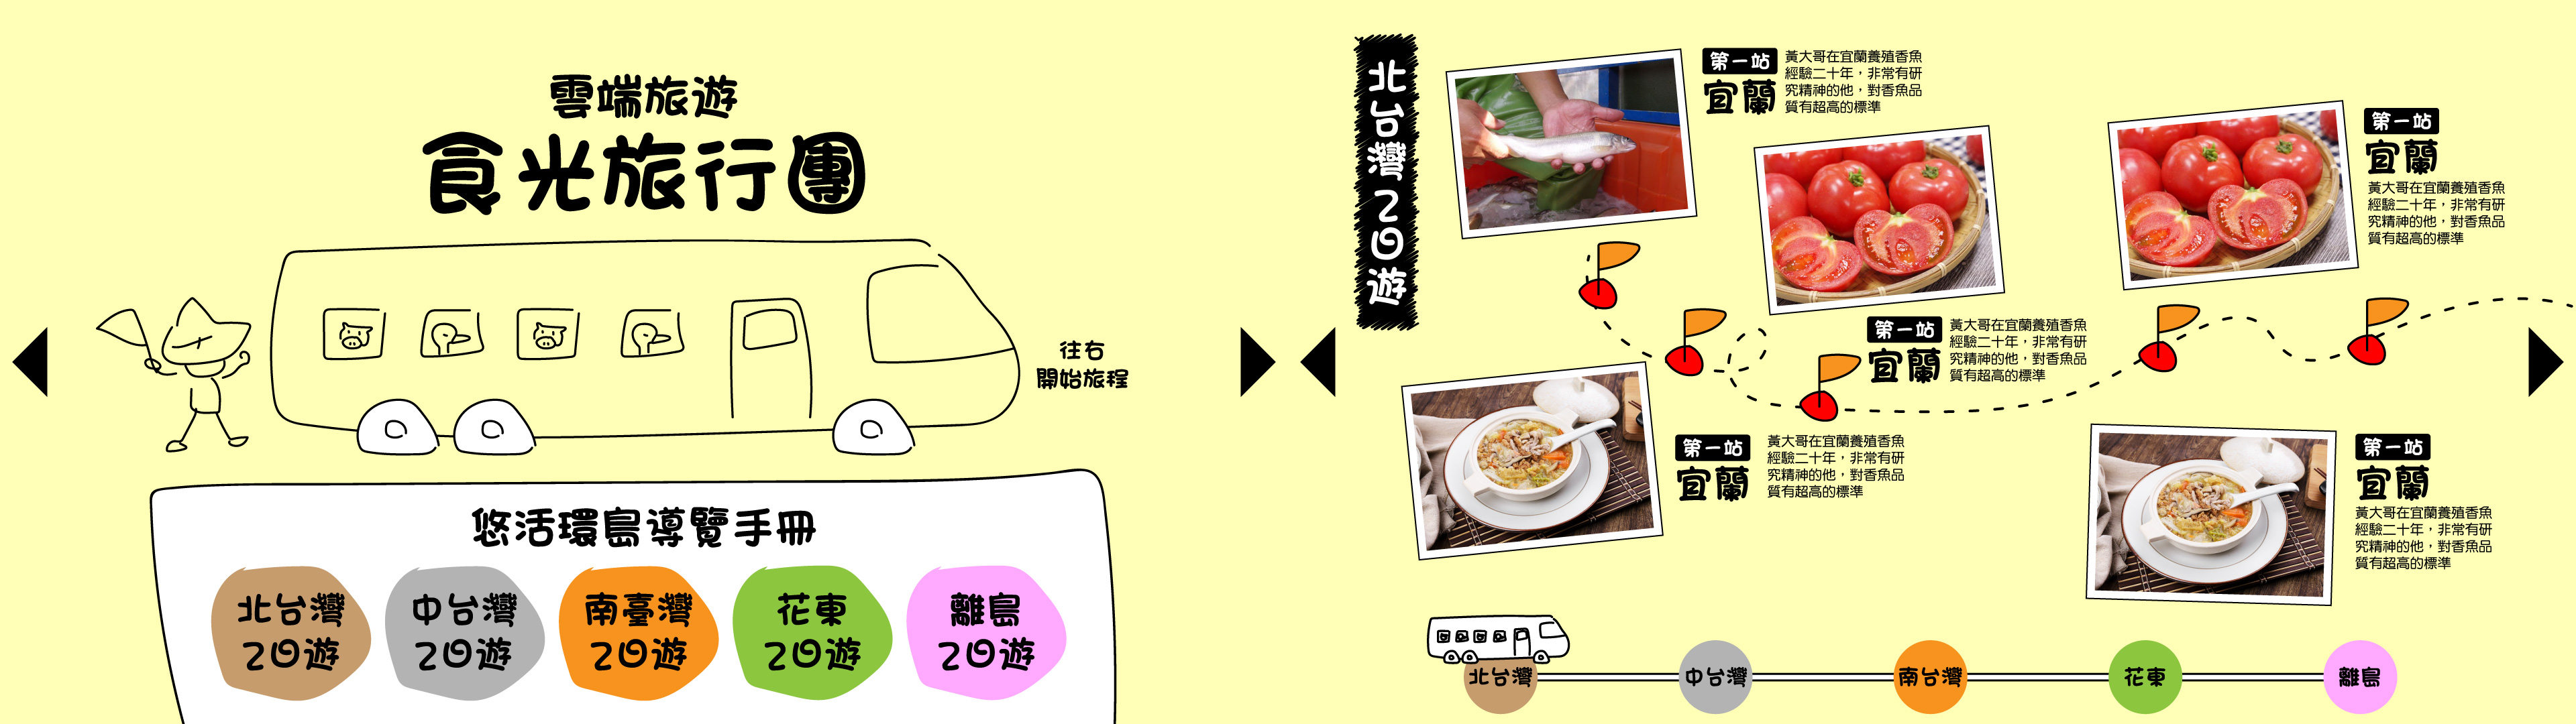 雲端旅遊
食光旅行團
往右
開始旅程
悠活環島導覽手冊
北台灣
2日遊
中台灣
2日遊
南臺灣
2日遊
花東
2日遊
離島
2日遊
北台灣2日遊
第一站
宜蘭
黃大哥在宜蘭養殖香魚
經驗二十年，非常有研
究精神的他，對香魚品
質有超高的標準
第一站
宜蘭
黃大哥在宜蘭養殖香魚
經驗二十年，非常有研
究精神的他，對香魚品
質有超高的標準
第一站
宜蘭
黃大哥在宜蘭養殖香魚
經驗二十年，非常有研
究精神的他，對香魚品
質有超高的標準
第一站
宜蘭
黃大哥在宜蘭養殖香魚
經驗二十年，非常有研
究精神的他，對香魚品
質有超高的標準
第一站
宜蘭
黃大哥在宜蘭養殖香魚
經驗二十年，非常有研
究精神的他，對香魚品
質有超高的標準
北台灣
中台灣
南台灣
花東
離島